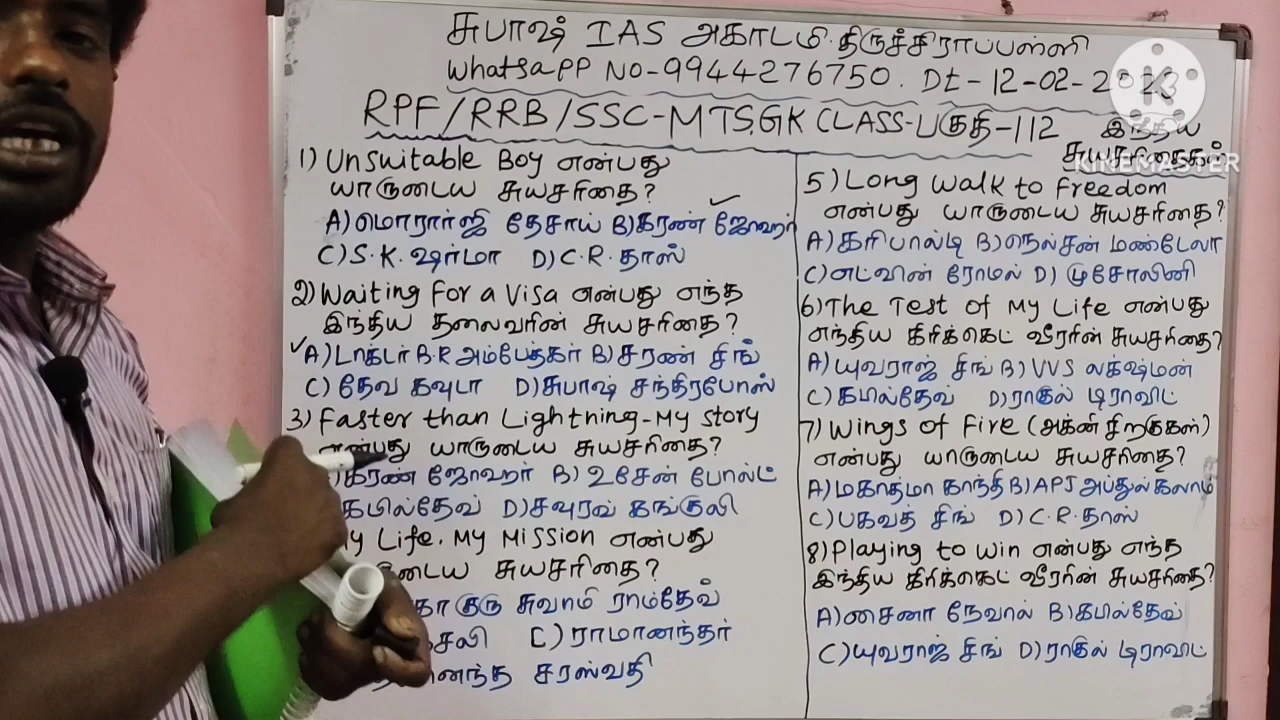 சுபாஷ் IAS அகாடமி திருச்சிராப்பள்ளி
WhatsaPP No-9944276750. Dt-12-02-2023
RPF/RRB/SSC-MTS.GK CLASS-பகுதி-112
இந்திய
சுயசரிதைகள்
KINEMASTER
1) Unsuitable Boy என்பது
யாருடைய சுயசரிதை?
A) மொரார்ஜி தேசாய் B) கரண் ஜோஹர்
C) S.K. ஷர்மா D) C.R. தாஸ்
2) Waiting For a Visa என்பது எந்த
இந்திய தலைவரின் சுயசரிதை?
A) டாக்டர் B.R அம்பேத்கர் B) சரண் சிங்
C) தேவ கவுடா D) சுபாஷ் சந்திரபோஸ்
3) Faster than Lightning-My Story
என்பது யாருடைய சுயசரிதை?
கரண் ஜோஹர் B) உசேன் போல்ட்
கபில்தேவ் D) சவுரவ் கங்குலி
My Life. My Mission என்பது
சுயசரிதை?
குரு சுவாமி ராம்தேவ்
C) ராமானந்தர்
சரஸ்வதி
5) Long Walk to Freedom
என்பது யாருடைய சுயசரிதை?
A) கரிபால்டி B) நெல்சன் மண்டேலா
C) எட்வின் ரோமல் D) முசோலினி
6) The Test of My Life என்பது
எந்திய கிரிக்கெட் வீரரின் சுயசரிதை?
A) யுவராஜ் சிங் B) VVS லக்ஷ்மன்
C) கபில்தேவ் D) ராகுல் டிராவிட்
7) Wings of Fire (அக்னி சிறகுகள்)
என்பது யாருடைய சுயசரிதை?
A) மகாத்மா காந்தி B) APJ அப்துல் கலாம்
C) பகவத் சிங் D) C.R. தாஸ்
8) Playing to Win என்பது எந்த
இந்திய கிரிக்கெட் வீரரின் சுயசரிதை?
A) சைனா நேவால் B) கபில்தேவ்
C) யுவராஜ் சிங் D) ராகுல் டிராவிட்